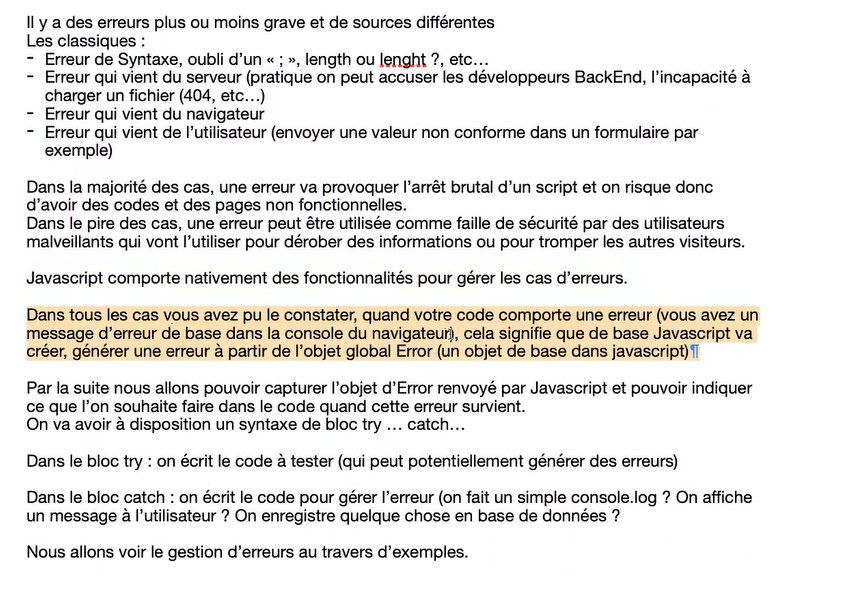 Il y a des erreurs plus ou moins grave et de sources différentes
Les classiques :
- Erreur de Syntaxe, oubli d'un « ; », length ou lenght ?, etc…
- Erreur qui vient du serveur (pratique on peut accuser les développeurs BackEnd, l'incapacité à
charger un fichier (404, etc…)
- Erreur qui vient du navigateur
- Erreur qui vient de l'utilisateur (envoyer une valeur non conforme dans un formulaire par
exemple)
Dans la majorité des cas, une erreur va provoquer l'arrêt brutal d'un script et on risque donc
d'avoir des codes et des pages non fonctionnelles.
Dans le pire des cas, une erreur peut être utilisée comme faille de sécurité par des utilisateurs
malveillants qui vont l'utiliser pour dérober des informations ou pour tromper les autres visiteurs.
Javascript comporte nativement des fonctionnalités pour gérer les cas d'erreurs.
Dans tous les cas vous avez pu le constater, quand votre code comporte une erreur (vous avez un
message d'erreur de base dans la console du navigateur), cela signifie que de base Javascript va
créer, générer une erreur à partir de l'objet global Error (un objet de base dans javascript)¶
Par la suite nous allons pouvoir capturer l'objet d'Error renvoyé par Javascript et pouvoir indiquer
ce que l'on souhaite faire dans le code quand cette erreur survient.
On va avoir à disposition un syntaxe de bloc try … catch…
Dans le bloc try : on écrit le code à tester (qui peut potentiellement générer des erreurs)
Dans le bloc catch : on écrit le code pour gérer l'erreur (on fait un simple console.log ? On affiche
un message à l'utilisateur ? On enregistre quelque chose en base de données ?
Nous allons voir le gestion d'erreurs au travers d'exemples.